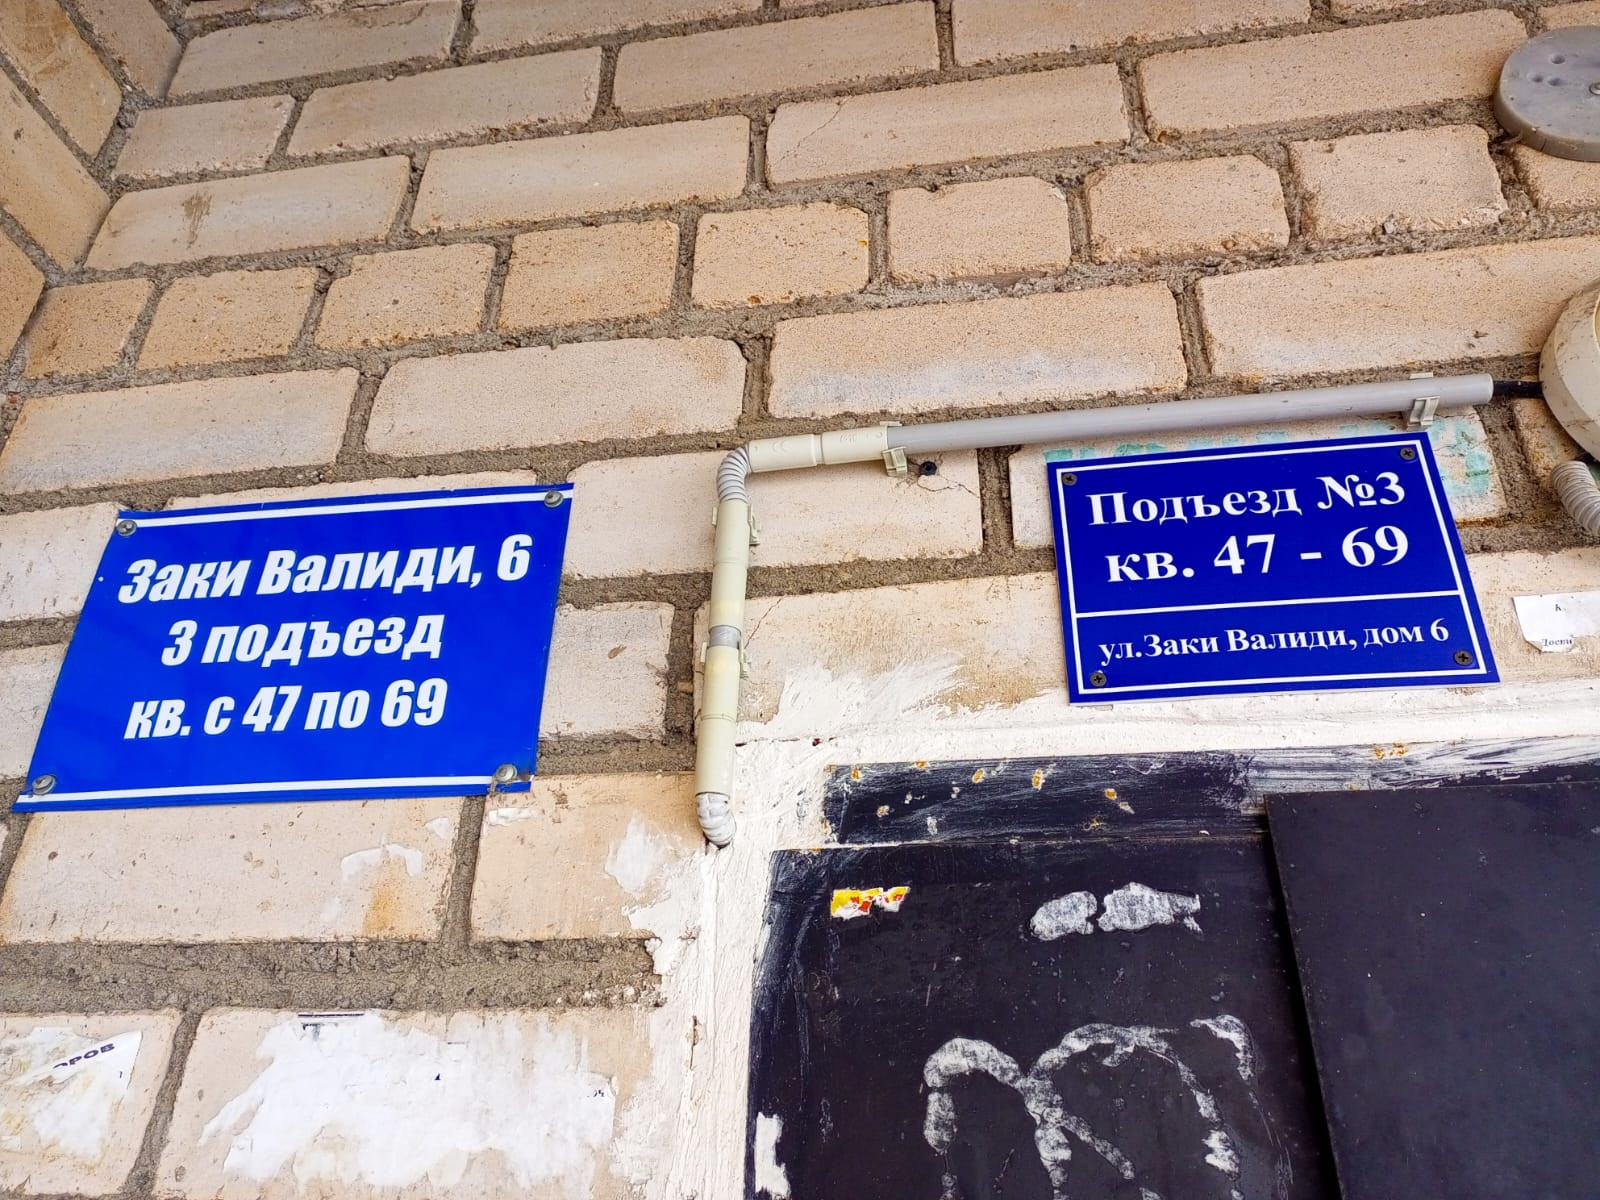 Заки Валиди, 6
3 подъезд
кв. с 47 по 69
Подъезд №3
кв. 47 - 69
ул.Заки Валиди, дом 6